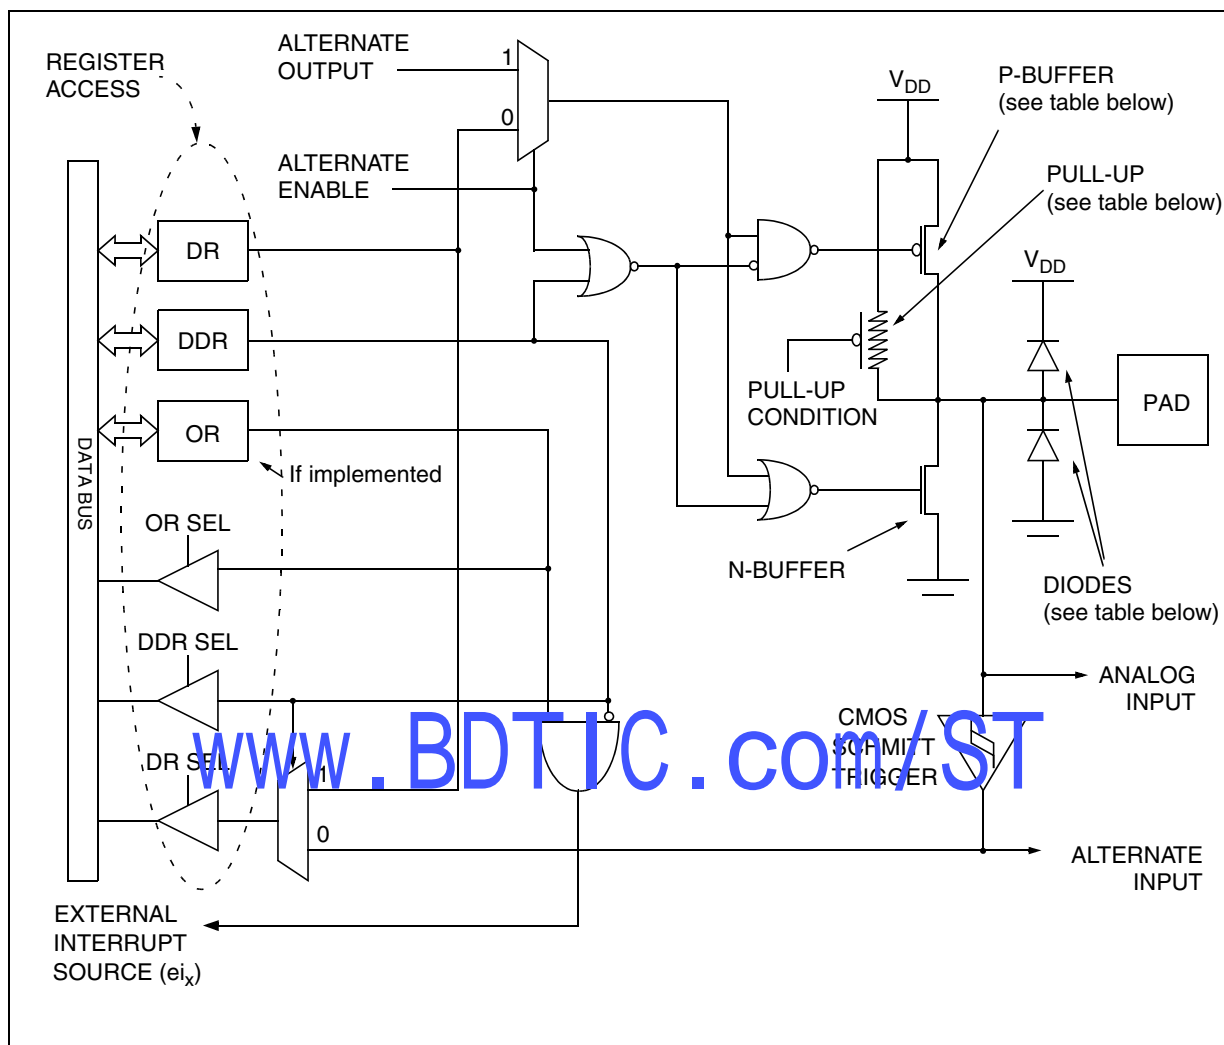 REGISTER
ACCESS
ALTERNATE
OUTPUT
1
0
ALTERNATE
ENABLE
VDD
P-BUFFER
(see table below)
PULL-UP
(see table below)
VDD
DR
DDR
OR
If implemented
PULL-UP
CONDITION
PAD
DATA BUS
OR SEL
N-BUFFER
DIODES
(see table below)
DDR SEL
ANALOG
INPUT
CMOS
SCHMITT
TRIGGER
www.BDTIC.com/ST
DR SEL
1
0
ALTERNATE
INPUT
EXTERNAL
INTERRUPT
SOURCE (eix)